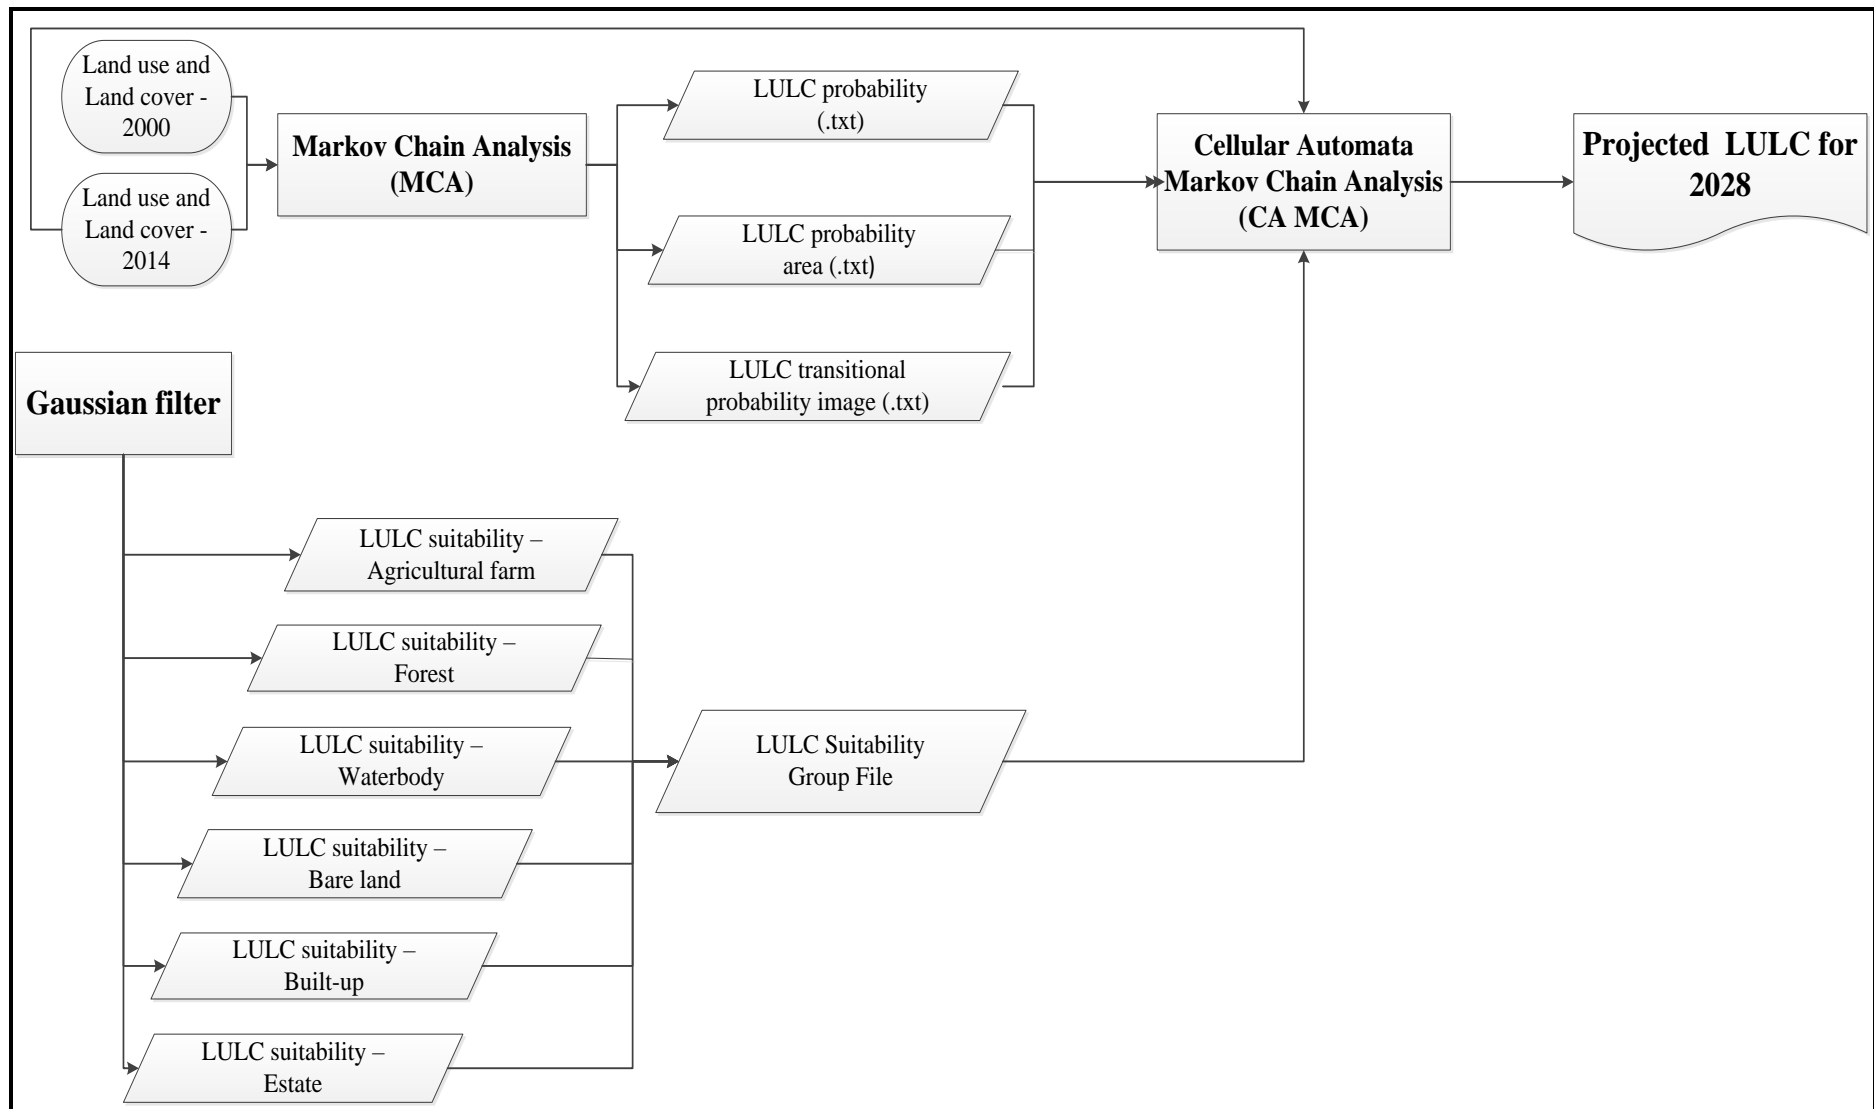 Land use and
Land cover -
2000
Land use and
Land cover -
2014
Markov Chain Analysis
(MCA)
LULC probability
(.txt)
LULC probability
area (.txt)
LULC transitional
probability image (.txt)
Cellular Automata
Markov Chain Analysis
(CA MCA)
Projected LULC for
2028
Gaussian filter
LULC suitability –
Agricultural farm
LULC suitability –
Forest
LULC suitability –
Waterbody
LULC suitability –
Bare land
LULC suitability –
Built-up
LULC suitability –
Estate
LULC Suitability
Group File